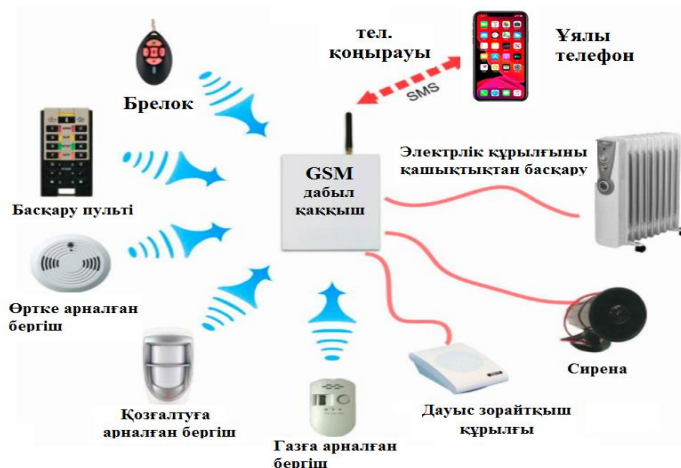 тел.
қоңырауы
Ұялы
телефон
SMS
Брелок
GSM
дабыл
қаққыш
Электрлік құрылғыны
қашықтықтан басқару
Басқару пульті
Өртке арналған
бергіш
Сирена
Қозғалтуға
арналған бергіш
Дауыс зорайтқыш
құрылғы
Газға арналған
бергіш